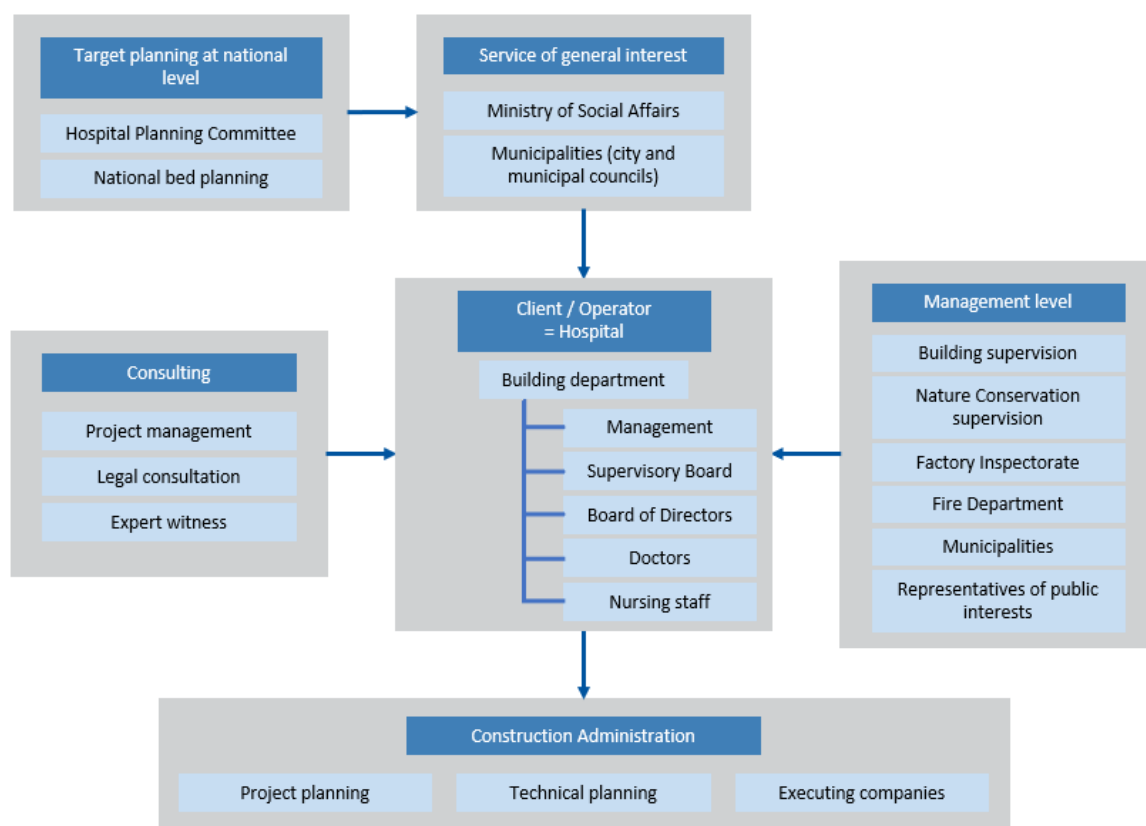 Target planning at national
level
Hospital Planning Committee
National bed planning
Service of general interest
Ministry of Social Affairs
Municipalities (city and
municipal councils)
Client / Operator
= Hospital
Building department
Management
Supervisory Board
Board of Directors
Doctors
Nursing staff
Consulting
Project management
Legal consultation
Expert witness
Management level
Building supervision
Nature Conservation
supervision
Factory Inspectorate
Fire Department
Municipalities
Representatives of public
interests
Construction Administration
Project planning
Technical planning
Executing companies